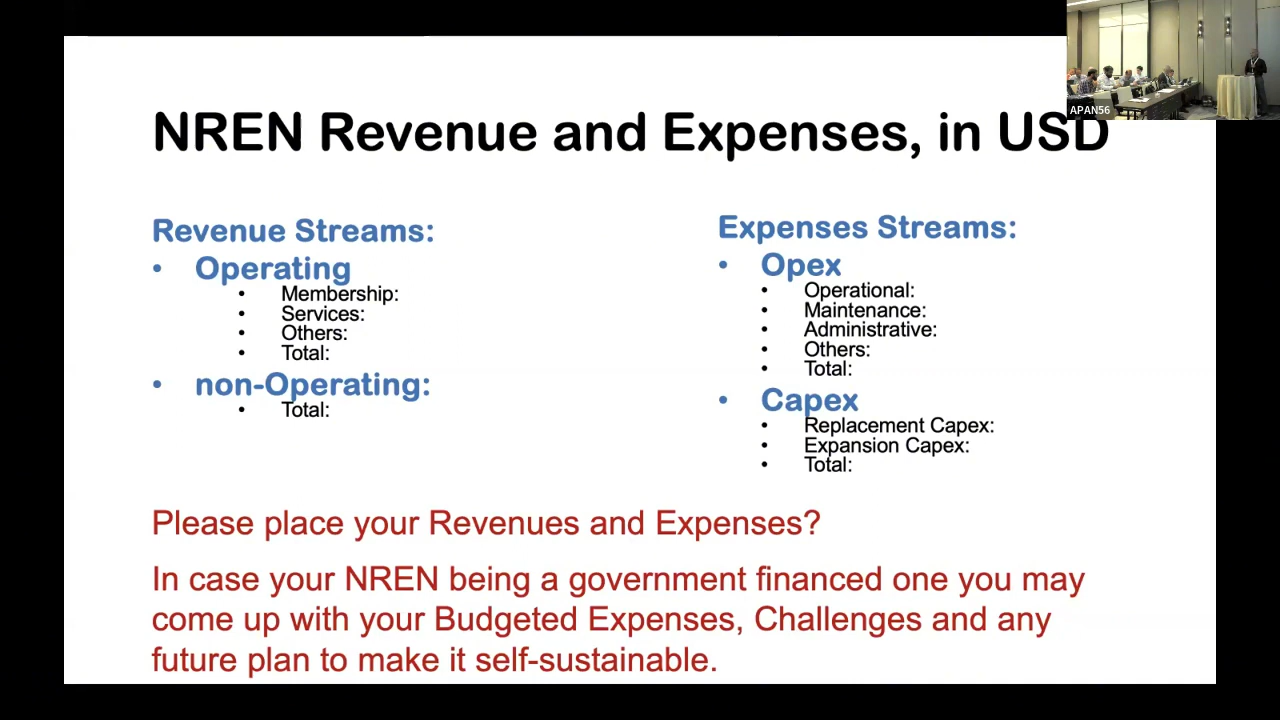 APAN56
NREN Revenue and Expenses, in USD
Revenue Streams:
• Operating
• Membership:
• Services:
• Others:
• Total:
• non-Operating:
• Total:
Expenses Streams:
• Opex
• Operational:
• Maintenance:
• Administrative:
• Others:
• Total:
• Capex
• Replacement Capex:
• Expansion Capex:
• Total:
Please place your Revenues and Expenses?
In case your NREN being a government financed one you may
come up with your Budgeted Expenses, Challenges and any
future plan to make it self-sustainable.